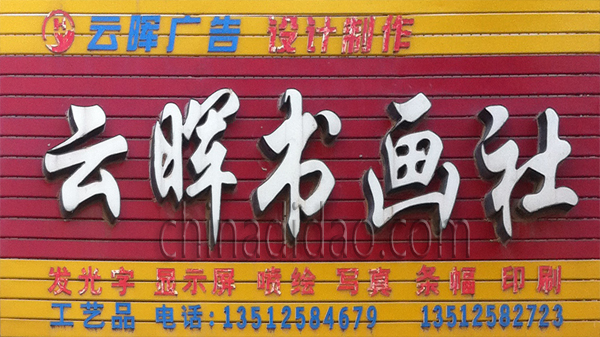 云晖广告 设计制作
云晖书画社
chinadidao.com
发光字 显示屏 喷绘 写真 条幅 印刷
工艺品 电话:13512584679 13512582723